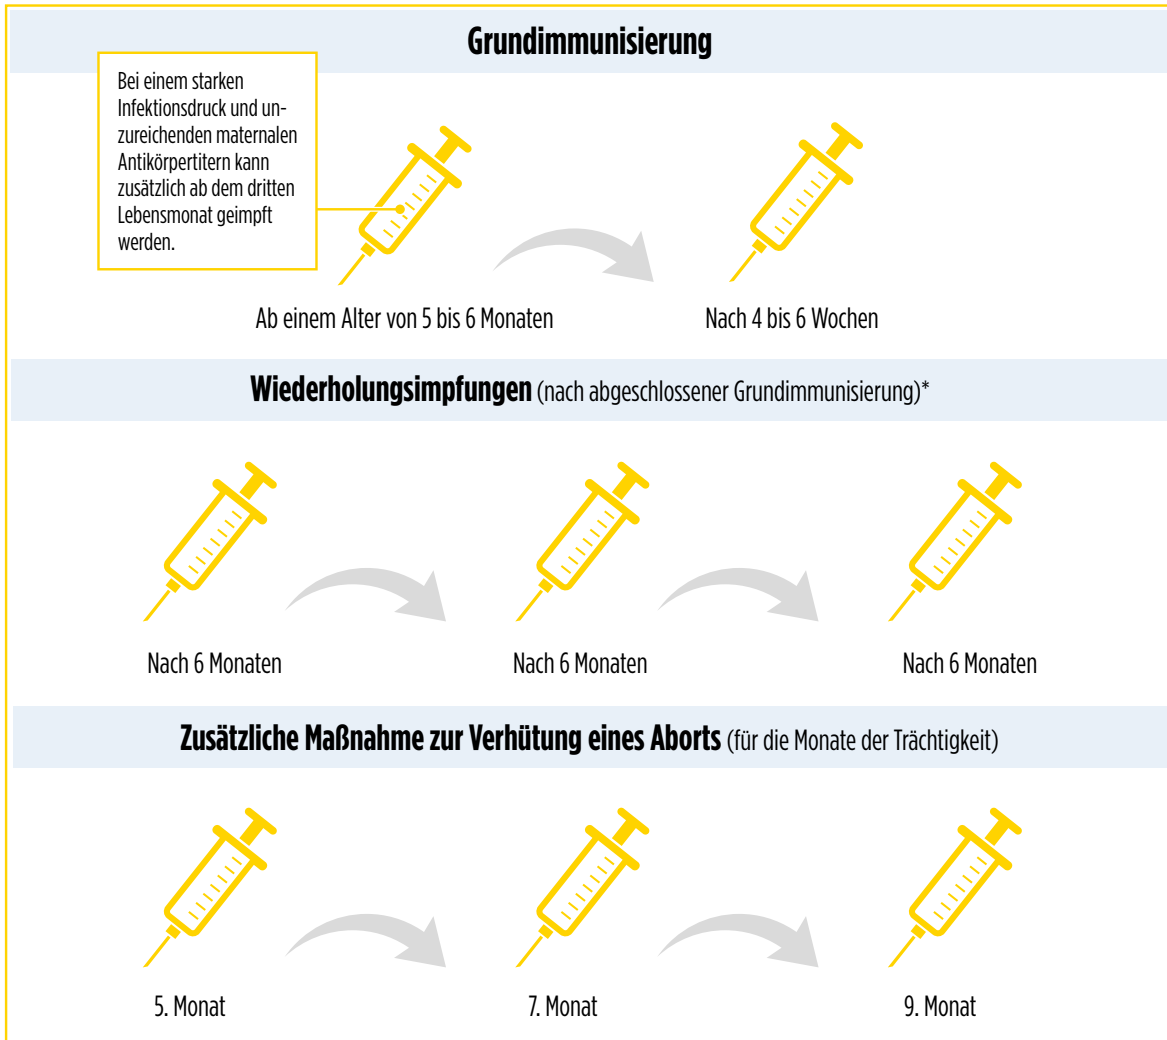 Grundimmunisierung
Bei einem starken
Infektionsdruck und un-
zureichenden maternalen
Antikörpertitern kann
zusätzlich ab dem dritten
Lebensmonat geimpft
werden.
Ab einem Alter von 5 bis 6 Monaten
Nach 4 bis 6 Wochen
Wiederholungsimpfungen (nach abgeschlossener Grundimmunisierung)*
Nach 6 Monaten
Nach 6 Monaten
Nach 6 Monaten
Zusätzliche Maßnahme zur Verhütung eines Aborts (für die Monate der Trächtigkeit)
5. Monat
7. Monat
9. Monat